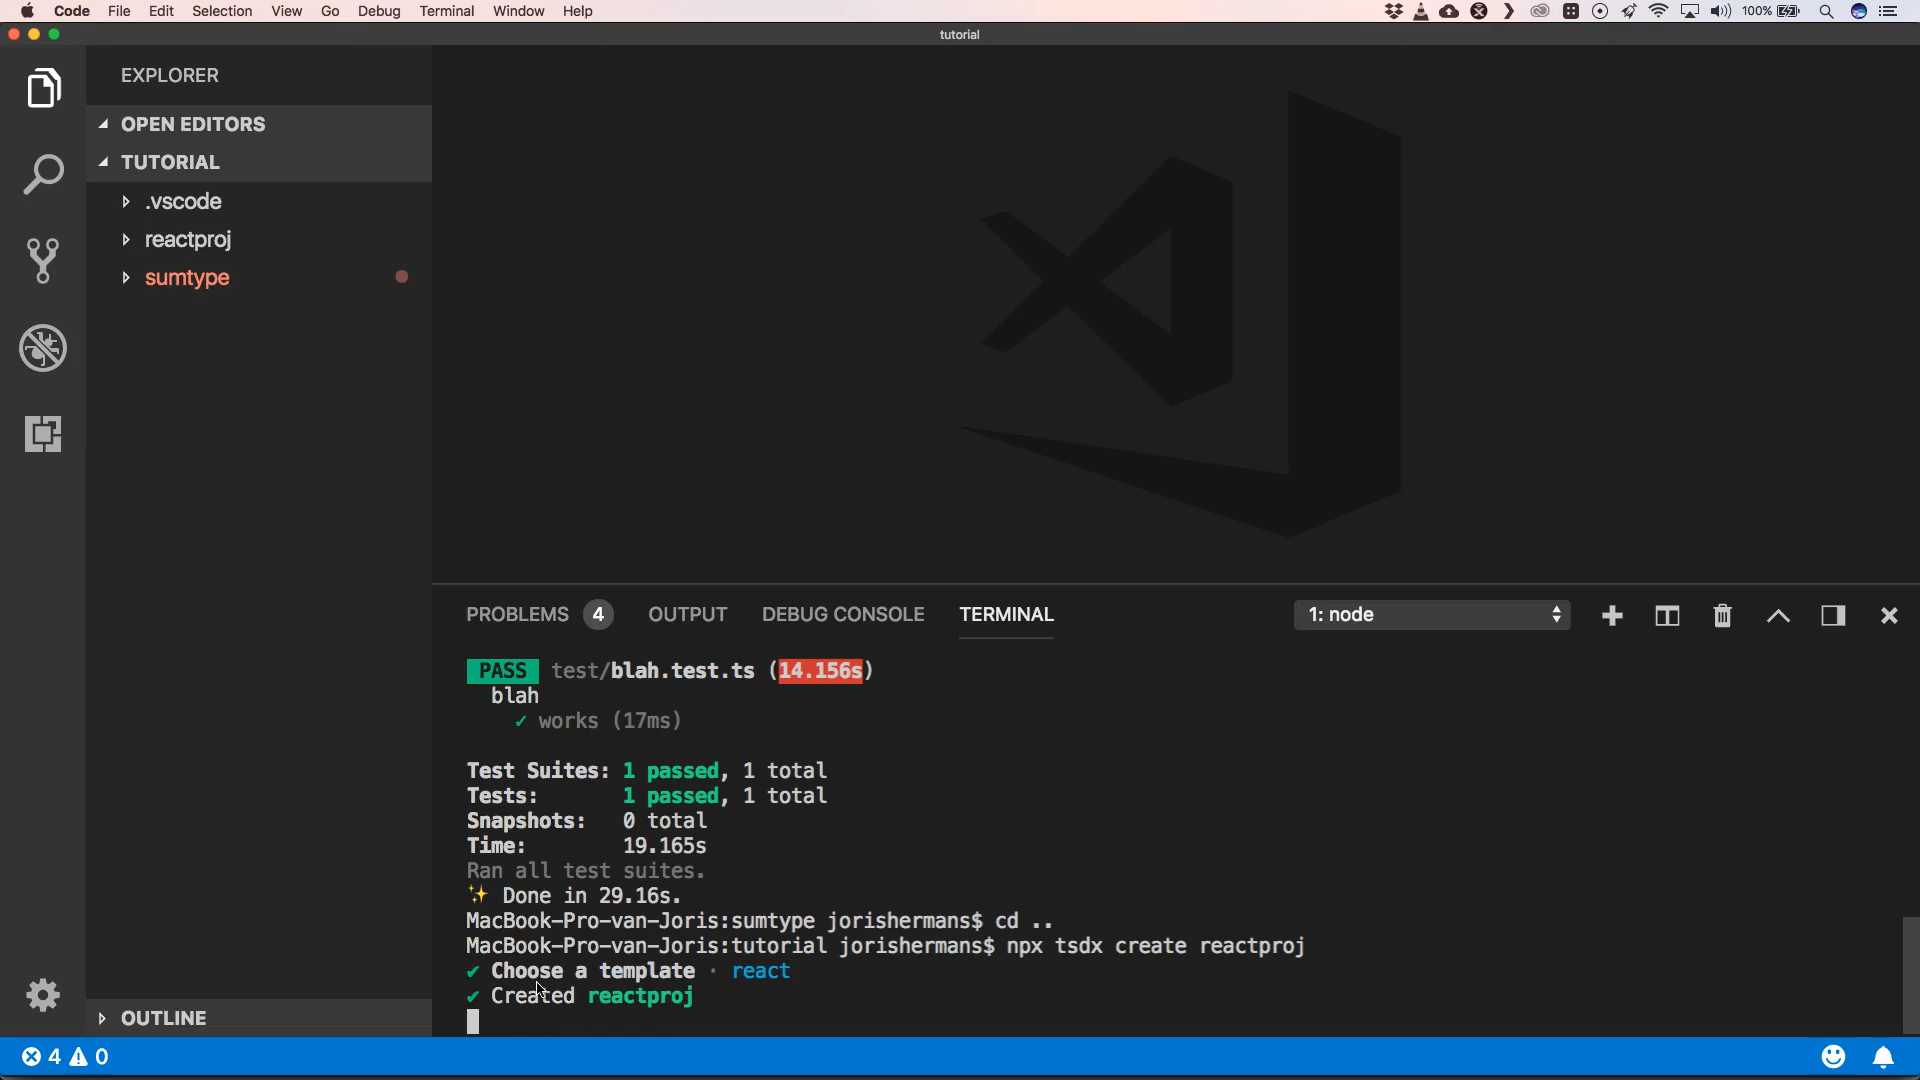 Code File Edit Selection View Go Debug Terminal Window Help 100%
tutorial
EXPLORER
OPEN EDITORS
TUTORIAL
.vscode
reactproj
sumtype
OUTLINE
PROBLEMS 4 OUTPUT DEBUG CONSOLE TERMINAL 1: node
PASS test/blah.test.ts (14.156s)
blah
✓ works (17ms)
Test Suites: 1 passed, 1 total
Tests: 1 passed, 1 total
Snapshots: 0 total
Time: 19.165s
Ran all test suites.
✨ Done in 29.16s.
MacBook-Pro-van-Joris:sumtype jorishermans$ cd ..
MacBook-Pro-van-Joris:tutorial jorishermans$ npx tsdx create reactproj
✔ Choose a template · react
✔ Created reactproj
4 0